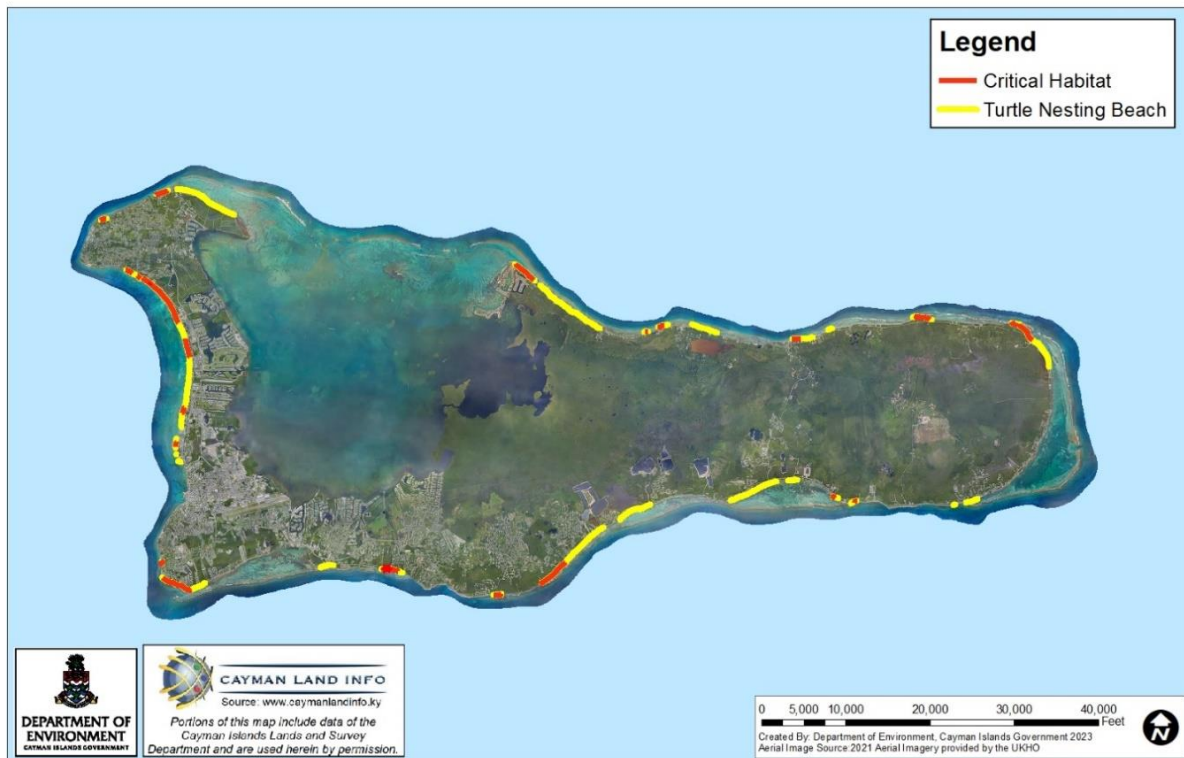 Legend
Critical Habitat
Turtle Nesting Beach
DEPARTMENT OF
ENVIRONMENT
CAYMAN ISLANDS GOVERNMENT
CAYMAN LAND INFO
Source: www.caymanlandinfo.ky
Portions of this map include data of the
Cayman Islands Lands and Survey
Department and are used herein by permission.
0 5,000 10,000 20,000 30,000 40,000
Feet
Created By: Department of Environment, Cayman Islands Government 2023
Aerial Image Source:2021 Aerial Imagery provided by the UKHO
N